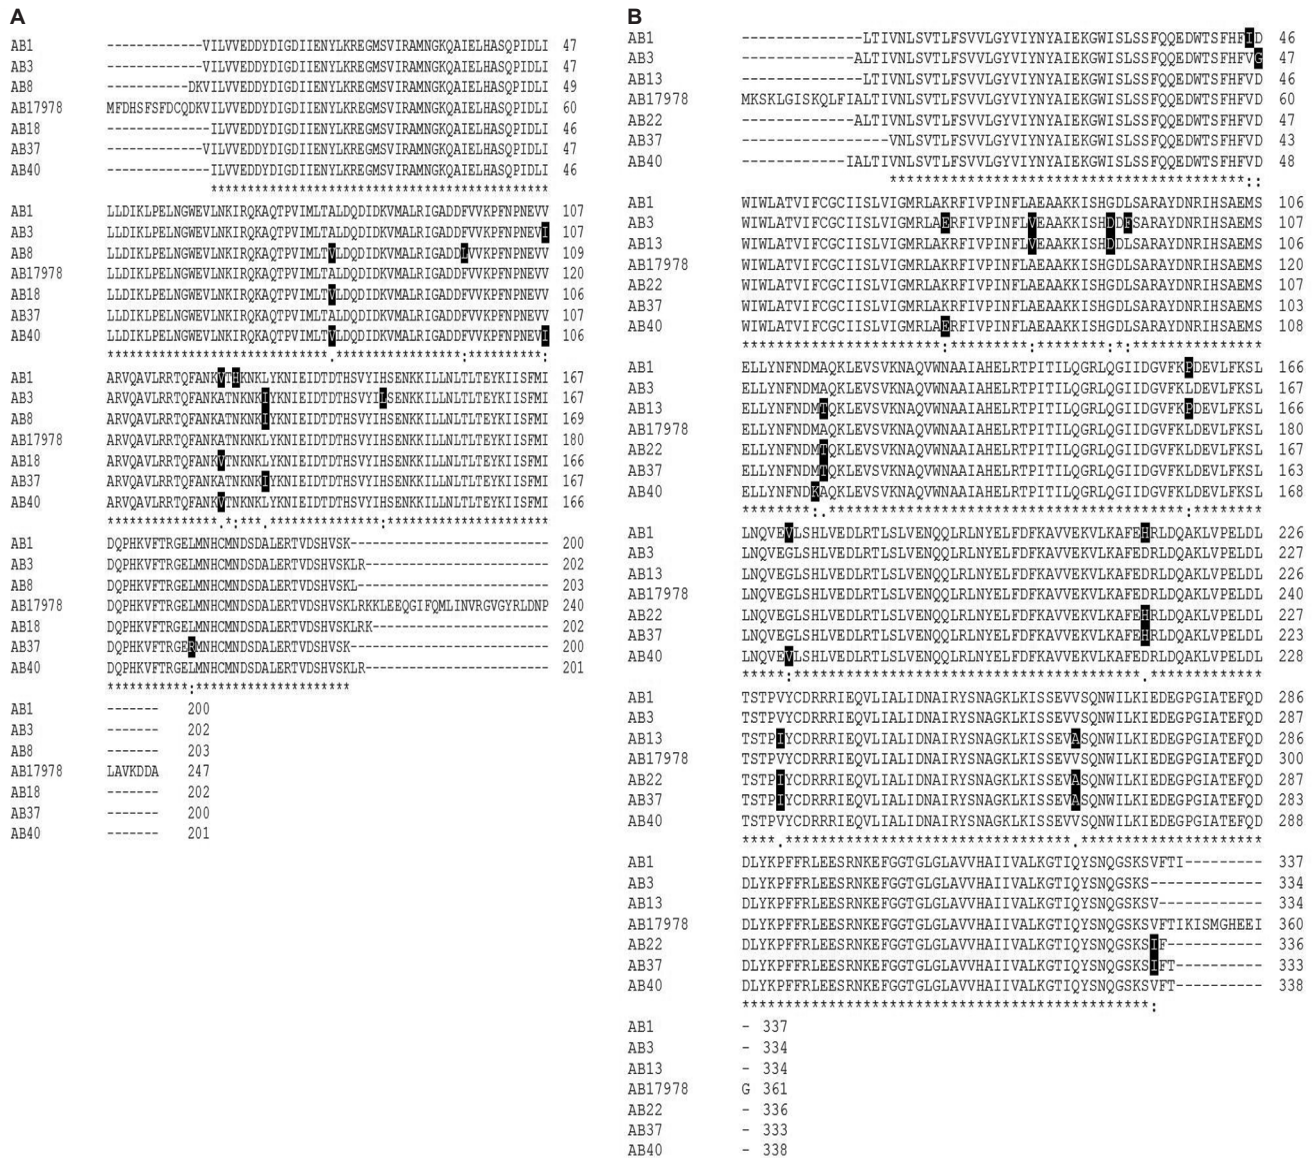 A
AB1 -------------VILVVEDDYDIGDIIENYLKREGMSVIRAMNGKQAIELHASQPIDLI 47
AB3 -------------VILVVEDDYDIGDIIENYLKREGMSVIRAMNGKQAIELHASQPIDLI 47
AB8 -----------DKVILVVEDDYDIGDIIENYLKREGMSVIRAMNGKQAIELHASQPIDLI 49
AB17978 MFDHSFSFDCQDKVILVVEDDYDIGDIIENYLKREGMSVIRAMNGKQAIELHASQPIDLI 60
AB18 --------------ILVVEDDYDIGDIIENYLKREGMSVIRAMNGKQAIELHASQPIDLI 46
AB37 -------------VILVVEDDYDIGDIIENYLKREGMSVIRAMNGKQAIELHASQPIDLI 47
AB40 --------------ILVVEDDYDIGDIIENYLKREGMSVIRAMNGKQAIELHASQPIDLI 46
**********************************************
AB1 LLDIKLPELNGWEVLNKIRQKAQTPVIMLTALDQDIDKVMALRIGADDFVVKPFNPNEVV 107
AB3 LLDIKLPELNGWEVLNKIRQKAQTPVIMLTALDQDIDKVMALRIGADDFVVKPFNPNEVI 107
AB8 LLDIKLPELNGWEVLNKIRQKAQTPVIMLTVLDQDIDKVMALRIGADDLVVKPFNPNEVV 109
AB17978 LLDIKLPELNGWEVLNKIRQKAQTPVIMLTALDQDIDKVMALRIGADDFVVKPFNPNEVV 120
AB18 LLDIKLPELNGWEVLNKIRQKAQTPVIMLTVLDQDIDKVMALRIGADDFVVKPFNPNEVV 106
AB37 LLDIKLPELNGWEVLNKIRQKAQTPVIMLTALDQDIDKVMALRIGADDFVVKPFNPNEVV 107
AB40 LLDIKLPELNGWEVLNKIRQKAQTPVIMLTVLDQDIDKVMALRIGADDFVVKPFNPNEVI 106
******************************.*****************:**********:
AB1 ARVQAVLRRTQFANKVTHKNKLYKNIEIDTDTHSVYIHSENKKILLNLTLTEYKIISFMI 167
AB3 ARVQAVLRRTQFANKATNKNKIYKNIEIDTDTHSVYILSENKKILLNLTLTEYKIISFMI 167
AB8 ARVQAVLRRTQFANKATNKNKIYKNIEIDTDTHSVYIHSENKKILLNLTLTEYKIISFMI 169
AB17978 ARVQAVLRRTQFANKATNKNKLYKNIEIDTDTHSVYIHSENKKILLNLTLTEYKIISFMI 180
AB18 ARVQAVLRRTQFANKVTNKNKLYKNIEIDTDTHSVYIHSENKKILLNLTLTEYKIISFMI 166
AB37 ARVQAVLRRTQFANKATNKNKIYKNIEIDTDTHSVYIHSENKKILLNLTLTEYKIISFMI 167
AB40 ARVQAVLRRTQFANKVTNKNKLYKNIEIDTDTHSVYIHSENKKILLNLTLTEYKIISFMI 166
***************.*:***.***************:**********************
AB1 DQPHKVFTRGELMNHCMNDSDALERTVDSHVSK--------------------------- 200
AB3 DQPHKVFTRGELMNHCMNDSDALERTVDSHVSKLR------------------------- 202
AB8 DQPHKVFTRGELMNHCMNDSDALERTVDSHVSKL-------------------------- 203
AB17978 DQPHKVFTRGELMNHCMNDSDALERTVDSHVSKLRKKLEEQGIFQMLINVRGVGYRLDNP 240
AB18 DQPHKVFTRGELMNHCMNDSDALERTVDSHVSKLRK------------------------ 202
AB37 DQPHKVFTRGERMNHCMNDSDALERTVDSHVSK--------------------------- 200
AB40 DQPHKVFTRGELMNHCMNDSDALERTVDSHVSKLR------------------------- 201
***********:*********************
AB1 ------- 200
AB3 ------- 202
AB8 ------- 203
AB17978 LAVKDDA 247
AB18 ------- 202
AB37 ------- 200
AB40 ------- 201
B
AB1 --------------LTIVNLSVTLFSVVLGYVIYNYAIEKGWISLSSFQQEDWTSFHFID 46
AB3 -------------ALTIVNLSVTLFSVVLGYVIYNYAIEKGWISLSSFQQEDWTSFHFVG 47
AB13 --------------LTIVNLSVTLFSVVLGYVIYNYAIEKGWISLSSFQQEDWTSFHFVD 46
AB17978 MKSKLGISKQLFIALTIVNLSVTLFSVVLGYVIYNYAIEKGWISLSSFQQEDWTSFHFVD 60
AB22 -------------ALTIVNLSVTLFSVVLGYVIYNYAIEKGWISLSSFQQEDWTSFHFVD 47
AB37 -----------------VNLSVTLFSVVLGYVIYNYAIEKGWISLSSFQQEDWTSFHFVD 43
AB40 ------------IALTIVNLSVTLFSVVLGYVIYNYAIEKGWISLSSFQQEDWTSFHFVD 48
*****************************************::
AB1 WIWLATVIFCGCIISLVIGMRLAKRFIVPINFLAEAAKKISHGDLSARAYDNRIHSAEMS 106
AB3 WIWLATVIFCGCIISLVIGMRLAERFIVPINFLVEAAKKISHDDFSARAYDNRIHSAEMS 107
AB13 WIWLATVIFCGCIISLVIGMRLAKRFIVPINFLVEAAKKISHDDLSARAYDNRIHSAEMS 106
AB17978 WIWLATVIFCGCIISLVIGMRLAKRFIVPINFLAEAAKKISHGDLSARAYDNRIHSAEMS 120
AB22 WIWLATVIFCGCIISLVIGMRLAKRFIVPINFLAEAAKKISHGDLSARAYDNRIHSAEMS 107
AB37 WIWLATVIFCGCIISLVIGMRLAKRFIVPINFLAEAAKKISHGDLSARAYDNRIHSAEMS 103
AB40 WIWLATVIFCGCIISLVIGMRLAERFIVPINFLAEAAKKISHGDLSARAYDNRIHSAEMS 108
***********************:*********:********:*:***************
AB1 ELLYNFNDMAQKLEVSVKNAQVWNAAIAHELRTPITILQGRLQGIIDGVFKPDEVLFKSL 166
AB3 ELLYNFNDMAQKLEVSVKNAQVWNAAIAHELRTPITILQGRLQGIIDGVFKLDEVLFKSL 167
AB13 ELLYNFNDMTQKLEVSVKNAQVWNAAIAHELRTPITILQGRLQGIIDGVFKPDEVLFKSL 166
AB17978 ELLYNFNDMAQKLEVSVKNAQVWNAAIAHELRTPITILQGRLQGIIDGVFKLDEVLFKSL 180
AB22 ELLYNFNDMTQKLEVSVKNAQVWNAAIAHELRTPITILQGRLQGIIDGVFKLDEVLFKSL 167
AB37 ELLYNFNDMTQKLEVSVKNAQVWNAAIAHELRTPITILQGRLQGIIDGVFKLDEVLFKSL 163
AB40 ELLYNFNDKAQKLEVSVKNAQVWNAAIAHELRTPITILQGRLQGIIDGVFKLDEVLFKSL 168
********:.*****************************************:********
AB1 LNQVEVLSHLVEDLRTLSLVENQQLRLNYELFDFKAVVEKVLKAFEHRLDQAKLVPELDL 226
AB3 LNQVEGLSHLVEDLRTLSLVENQQLRLNYELFDFKAVVEKVLKAFEDRLDQAKLVPELDL 227
AB13 LNQVEGLSHLVEDLRTLSLVENQQLRLNYELFDFKAVVEKVLKAFEDRLDQAKLVPELDL 226
AB17978 LNQVEGLSHLVEDLRTLSLVENQQLRLNYELFDFKAVVEKVLKAFEDRLDQAKLVPELDL 240
AB22 LNQVEGLSHLVEDLRTLSLVENQQLRLNYELFDFKAVVEKVLKAFEHRLDQAKLVPELDL 227
AB37 LNQVEGLSHLVEDLRTLSLVENQQLRLNYELFDFKAVVEKVLKAFEHRLDQAKLVPELDL 223
AB40 LNQVEVLSHLVEDLRTLSLVENQQLRLNYELFDFKAVVEKVLKAFEDRLDQAKLVPELDL 228
*****:****************************************.*************
AB1 TSTPVYCDRRRIEQVLIALIDNAIRYSNAGKLKISSEVVSQNWILKIEDEGPGIATEFQD 286
AB3 TSTPVYCDRRRIEQVLIALIDNAIRYSNAGKLKISSEVVSQNWILKIEDEGPGIATEFQD 287
AB13 TSTPIYCDRRRIEQVLIALIDNAIRYSNAGKLKISSEVASQNWILKIEDEGPGIATEFQD 286
AB17978 TSTPVYCDRRRIEQVLIALIDNAIRYSNAGKLKISSEVVSQNWILKIEDEGPGIATEFQD 300
AB22 TSTPIYCDRRRIEQVLIALIDNAIRYSNAGKLKISSEVASQNWILKIEDEGPGIATEFQD 287
AB37 TSTPIYCDRRRIEQVLIALIDNAIRYSNAGKLKISSEVASQNWILKIEDEGPGIATEFQD 283
AB40 TSTPVYCDRRRIEQVLIALIDNAIRYSNAGKLKISSEVVSQNWILKIEDEGPGIATEFQD 288
****.*********************************.*********************
AB1 DLYKPFFRLEESRNKEFGGTGLGLAVVHAIIVALKGTIQYSNQGSKSVFTI--------- 337
AB3 DLYKPFFRLEESRNKEFGGTGLGLAVVHAIIVALKGTIQYSNQGSKS------------- 334
AB13 DLYKPFFRLEESRNKEFGGTGLGLAVVHAIIVALKGTIQYSNQGSKSV------------ 334
AB17978 DLYKPFFRLEESRNKEFGGTGLGLAVVHAIIVALKGTIQYSNQGSKSVFTIKISMGHEEI 360
AB22 DLYKPFFRLEESRNKEFGGTGLGLAVVHAIIVALKGTIQYSNQGSKSIF----------- 336
AB37 DLYKPFFRLEESRNKEFGGTGLGLAVVHAIIVALKGTIQYSNQGSKSIFT---------- 333
AB40 DLYKPFFRLEESRNKEFGGTGLGLAVVHAIIVALKGTIQYSNQGSKSVFT---------- 338
***********************************************:
AB1 - 337
AB3 - 334
AB13 - 334
AB17978 G 361
AB22 - 336
AB37 - 333
AB40 - 338